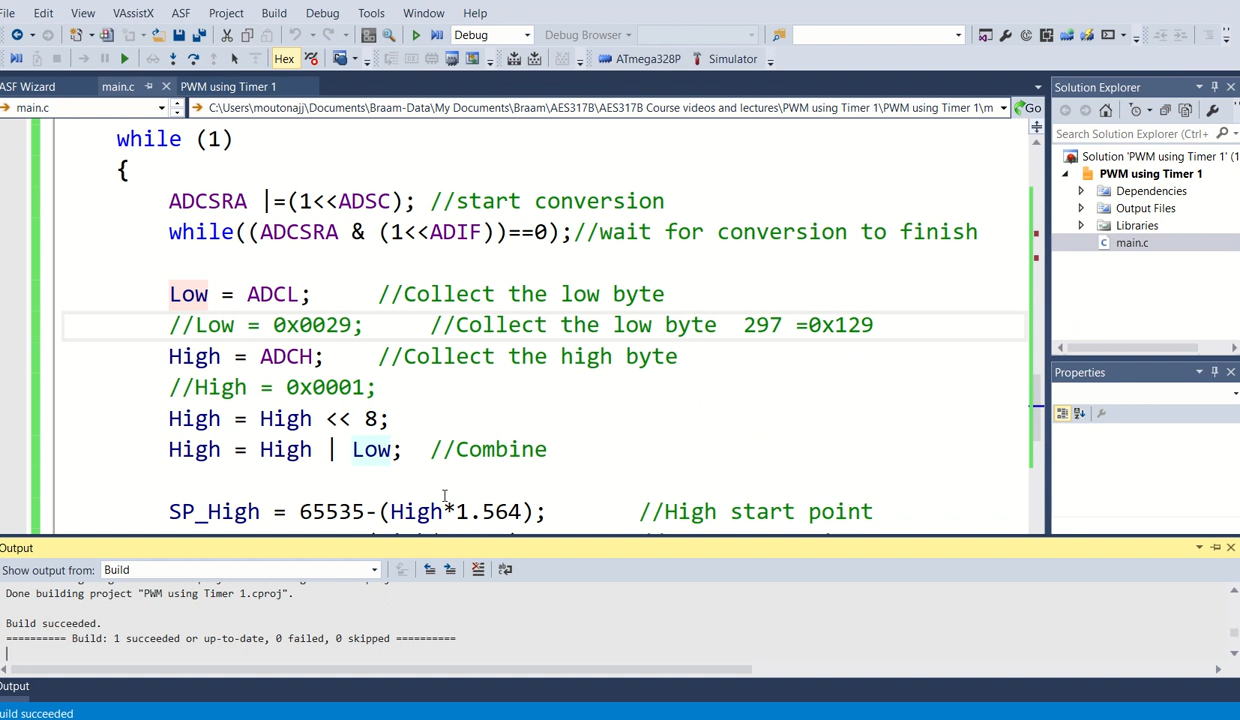 File Edit View VAssistX ASF Project Build Debug Tools Window Help
Debug Debug Browser
Hex ATmega328P Simulator
ASF Wizard main.c PWM using Timer 1
main.c C:\Users\moutonajj\Documents\Braam-Data\My Documents\Braam\AES317B\AES317B Course videos and lectures\PWM using Timer 1\PWM using Timer 1\m Go
while (1)
{
ADCSRA |=(1<<ADSC); //start conversion
while((ADCSRA & (1<<ADIF))==0);//wait for conversion to finish
Low = ADCL; //Collect the low byte
//Low = 0x0029; //Collect the low byte 297 =0x129
High = ADCH; //Collect the high byte
//High = 0x0001;
High = High << 8;
High = High | Low; //Combine
SP_High = 65535-(High*1.564); //High start point
Solution Explorer
Search Solution Explorer (Ctrl+
Solution 'PWM using Timer 1' (1
PWM using Timer 1
Dependencies
Output Files
Libraries
main.c
Properties
Output
Show output from: Build
Done building project "PWM using Timer 1.cproj".
Build succeeded.
========== Build: 1 succeeded or up-to-date, 0 failed, 0 skipped ==========
Output
uild succeeded